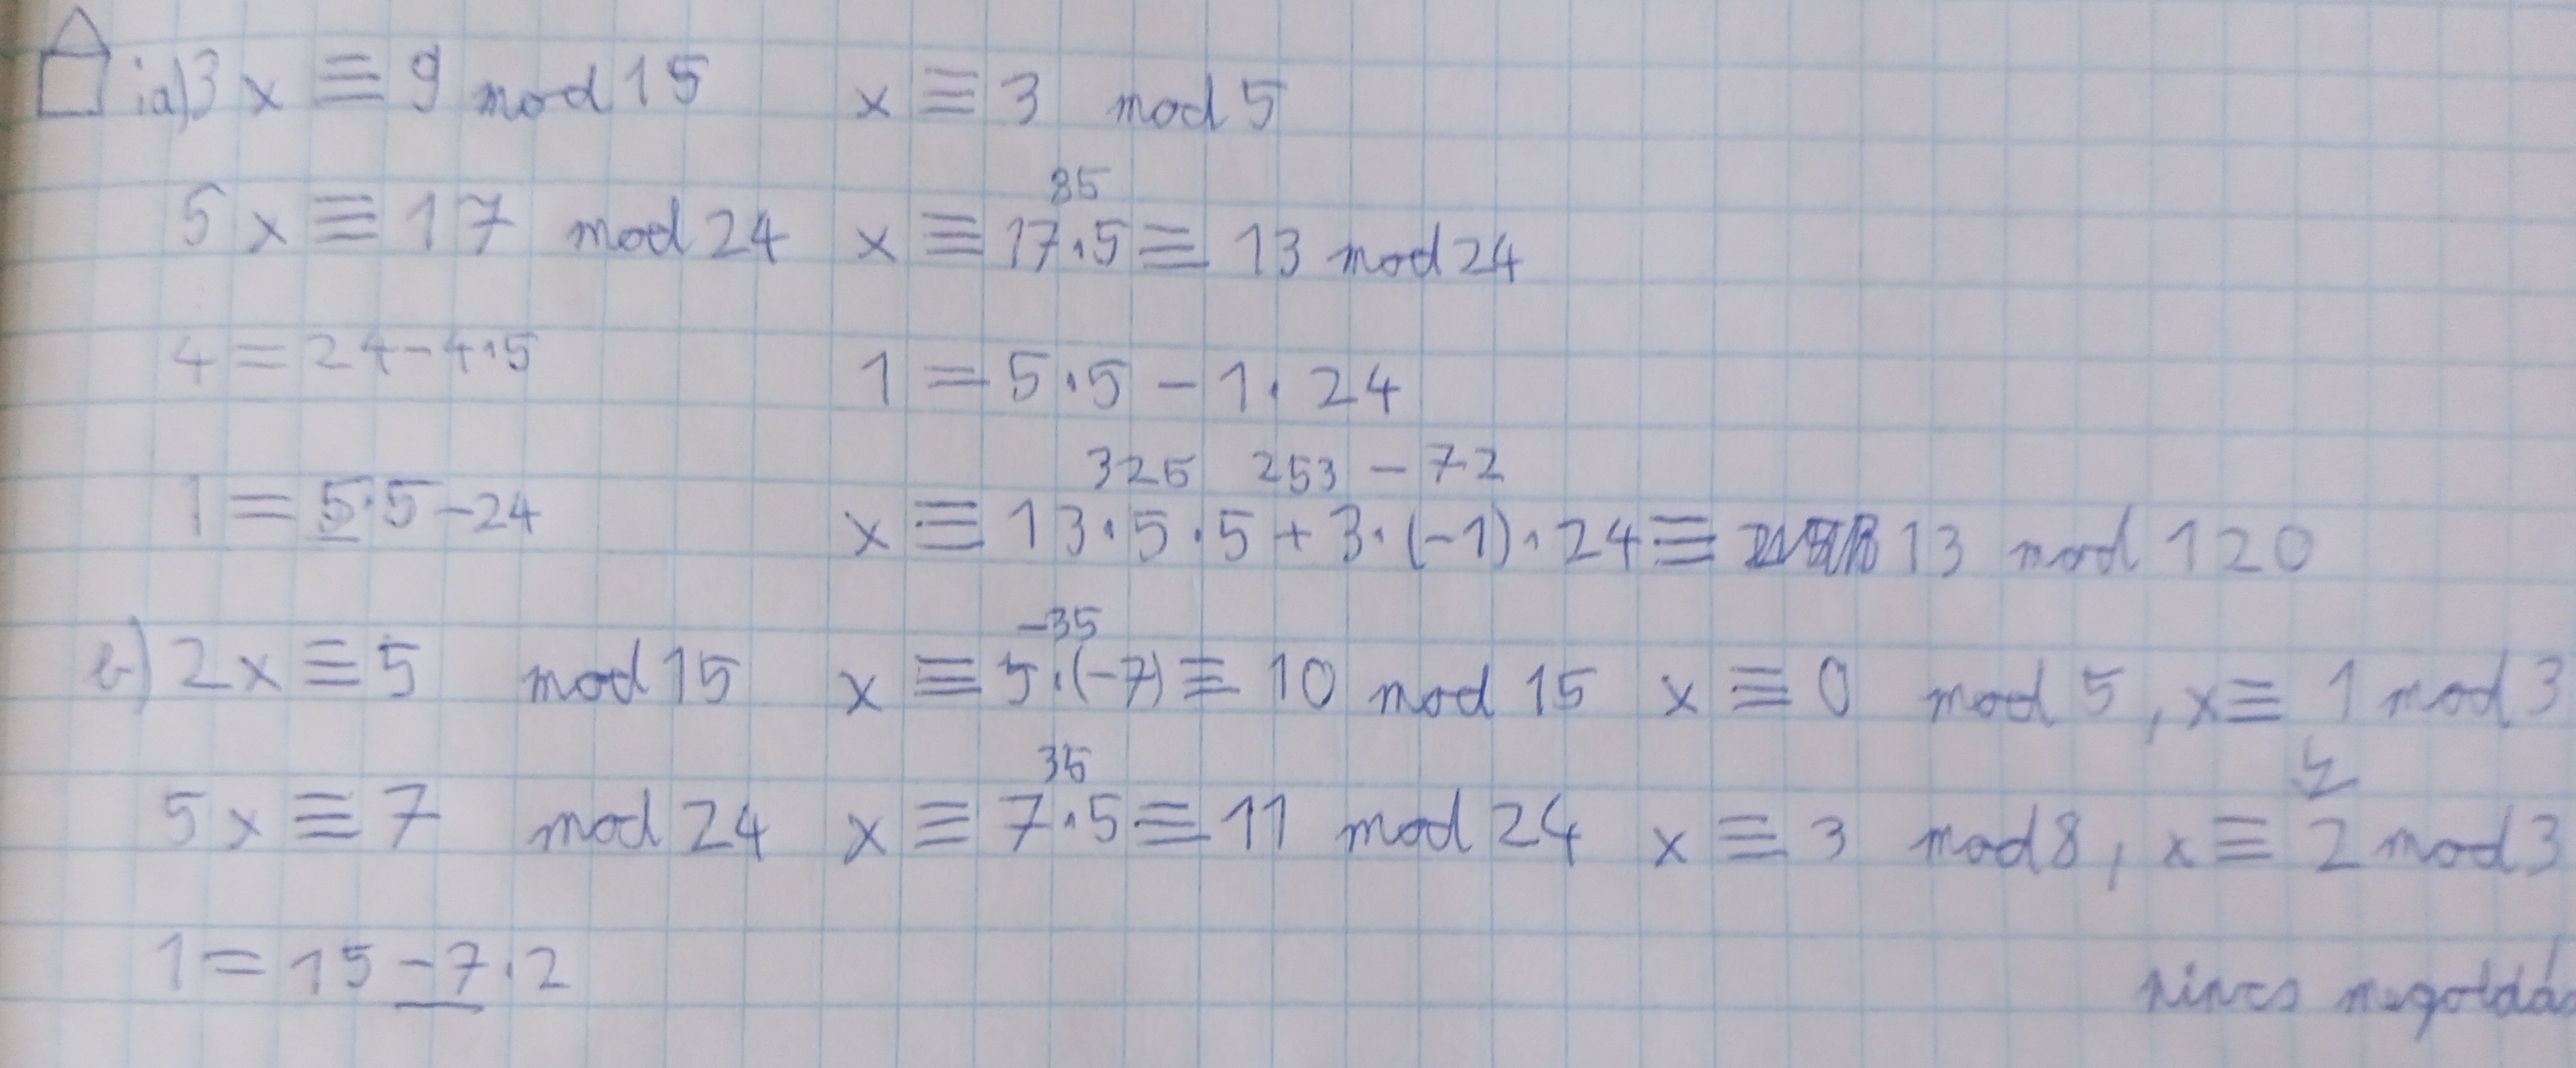 :a) 3x ≡ 9 mod 15 x ≡ 3 mod 5
85
5x ≡ 17 mod 24 x ≡ 17·5 ≡ 13 mod 24
4 = 24-4·5 1 = 5·5 - 1·24
325 253 -72
1 = 5·5-24 x ≡ 13·5·5 + 3·(-1)·24 ≡ 13 mod 120
-35
b) 2x ≡ 5 mod 15 x ≡ 5·(-7) ≡ 10 mod 15 x ≡ 0 mod 5, x ≡ 1 mod 3
35
5x ≡ 7 mod 24 x ≡ 7·5 ≡ 11 mod 24 x ≡ 3 mod 8, x ≡ 2 mod 3
1 = 15 -7·2
nincs megoldás